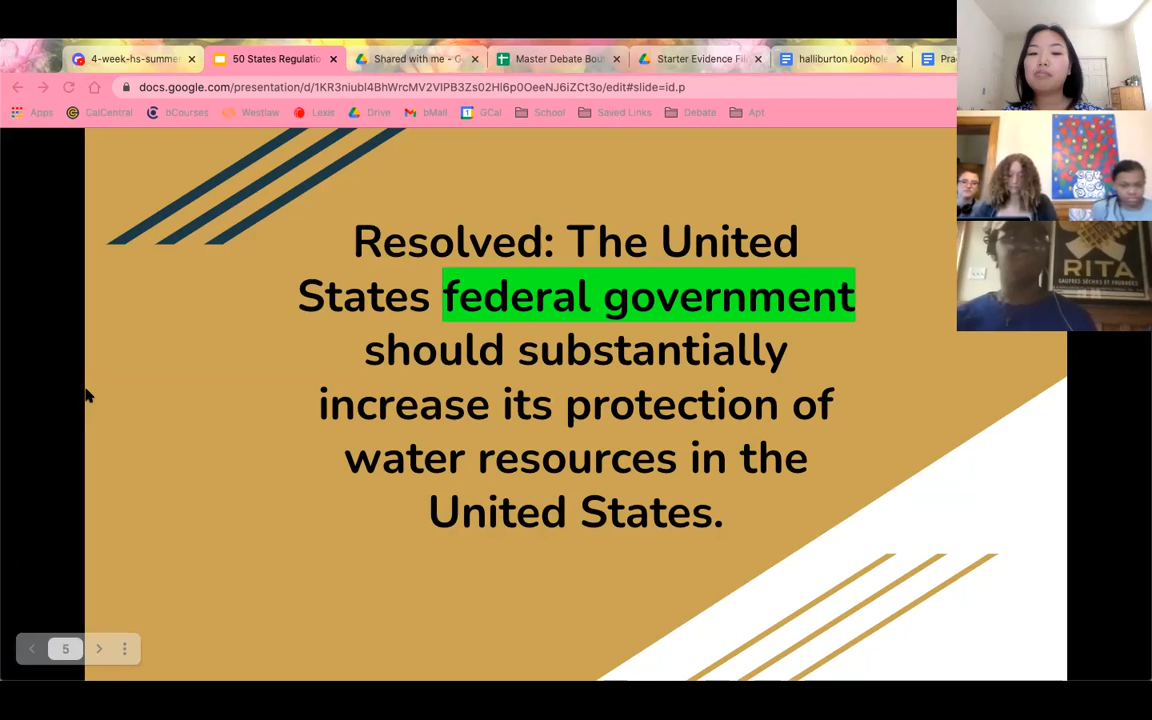 4-week-hs-summer
50 States Regulatio
Shared with me - G
Master Debate Bou
Starter Evidence Fil
halliburton loophole
Pra
docs.google.com/presentation/d/1KR3niubl4BhWrcMV2VIPB3Zs02Hl6p0OeeNJ6iZCt3o/edit#slide=id.p
Apps
CalCentral
bCourses
Westlaw
Lexis
Drive
bMail
GCal
School
Saved Links
Debate
Apt
Resolved: The United
States federal government
should substantially
increase its protection of
water resources in the
United States.
5
RITA